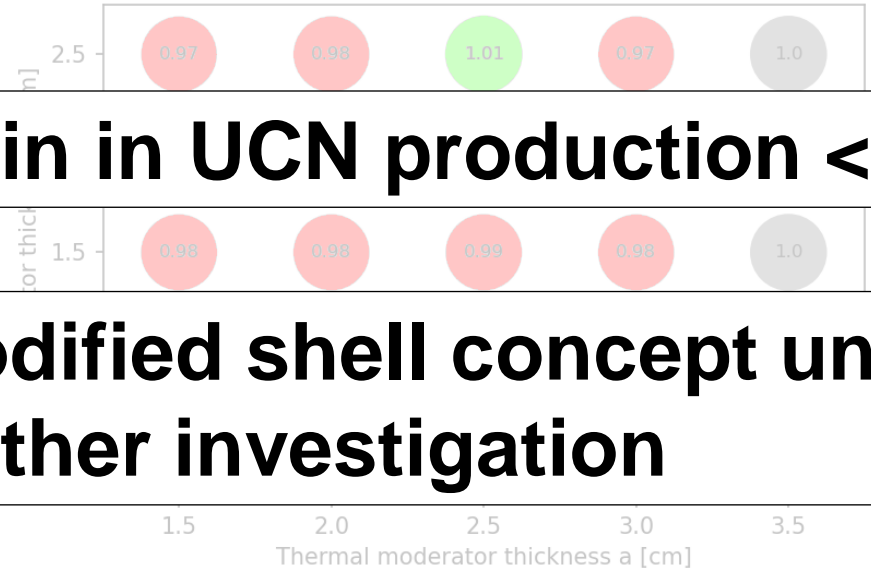 2.5 0.97 0.98 1.01 0.97 1.0
in in UCN production <
1.5 0.98 0.98 0.99 0.98 1.0
odified shell concept un
ther investigation
1.5 2.0 2.5 3.0 3.5
Thermal moderator thickness a [cm]
m]
tor thick